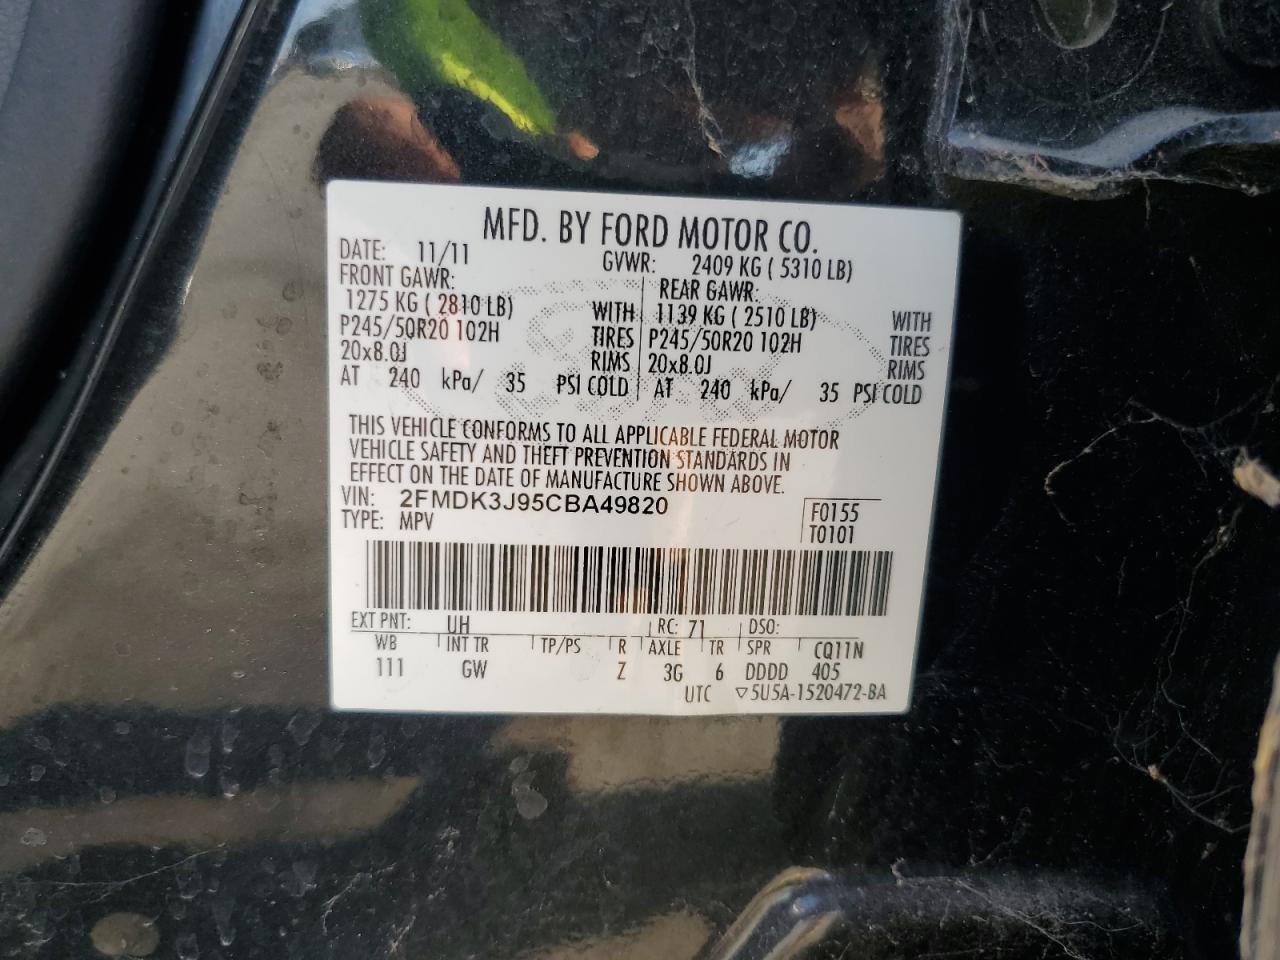 MFD. BY FORD MOTOR CO.
DATE: 11/11 GVWR: 2409 KG ( 5310 LB)
FRONT GAWR: REAR GAWR:
1275 KG ( 2810 LB) WITH 1139 KG ( 2510 LB) WITH
P245/50R20 102H TIRES P245/50R20 102H TIRES
20x8.0J RIMS 20x8.0J RIMS
AT 240 kPa/ 35 PSI COLD AT 240 kPa/ 35 PSI COLD
THIS VEHICLE CONFORMS TO ALL APPLICABLE FEDERAL MOTOR
VEHICLE SAFETY AND THEFT PREVENTION STANDARDS IN
EFFECT ON THE DATE OF MANUFACTURE SHOWN ABOVE.
VIN: 2FMDK3J95CBA49820 F0155
TYPE: MPV T0101
EXT PNT: UH RC: 71 DSO:
WB INT TR TP/PS R AXLE TR SPR CQ11N
111 GW Z 3G 6 DDDD 405
UTC ▽5U5A-1520472-BA